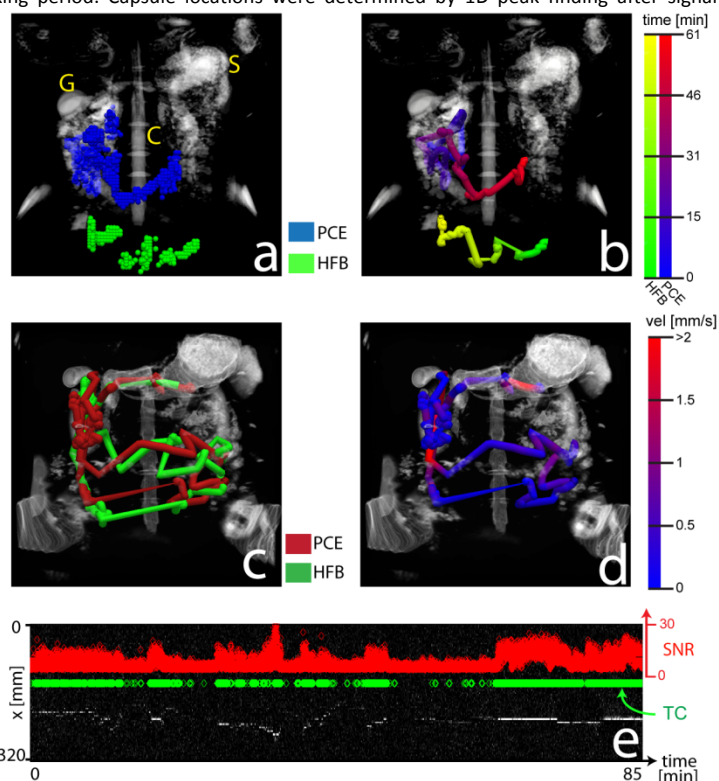 king period. Capsule locations were determined by 1D peak finding after signal
G
S
C
a
PCE
HFB
b
time [min]
61
46
31
15
0
HFB
PCE
c
PCE
HFB
d
vel [mm/s]
>2
1.5
1
0.5
0
0
x [mm]
320
30
SNR
0
TC
e
time
[min]
0
85